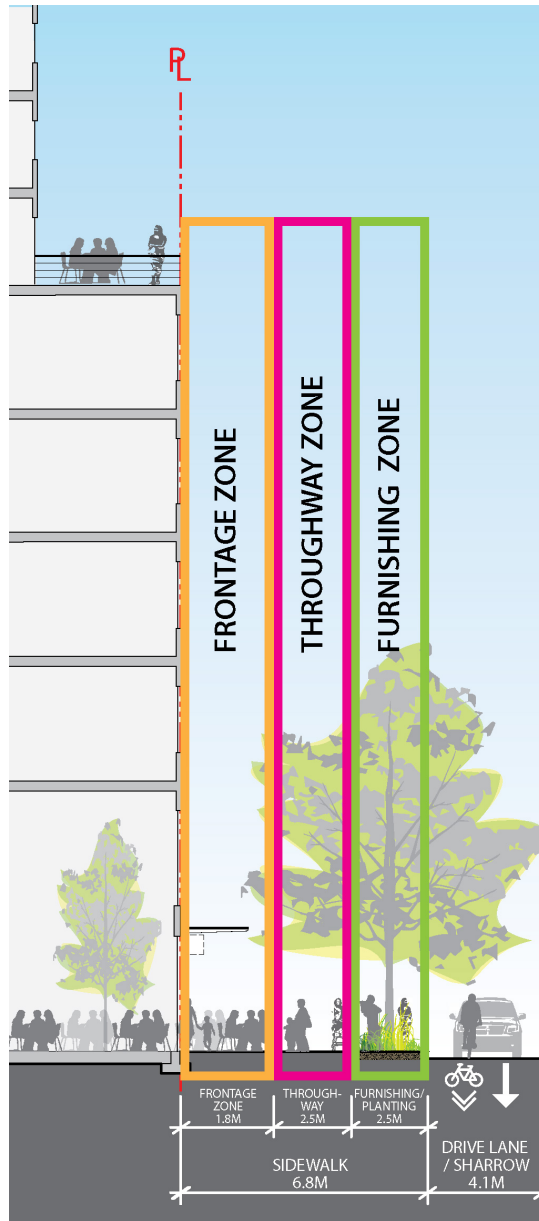 PL
FRONTAGE ZONE
THROUGHWAY ZONE
FURNISHING ZONE
FRONTAGE
ZONE
1.8M
THROUGH-
WAY
2.5M
FURNISHING/
PLANTING
2.5M
SIDEWALK
6.8M
DRIVE LANE
/ SHARROW
4.1M